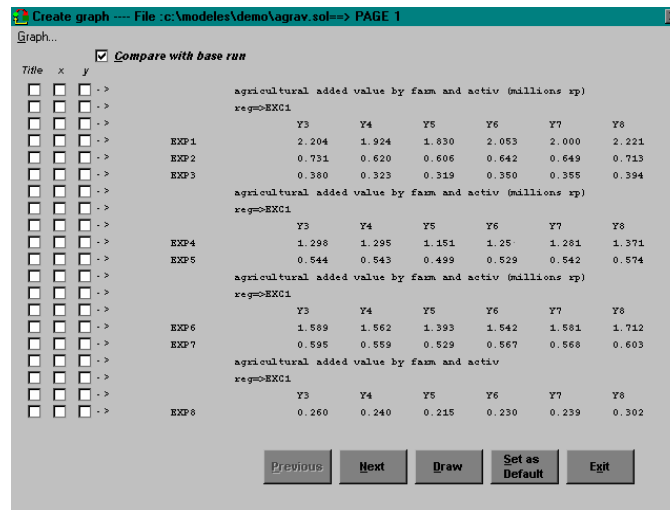 Create graph ---- File :c:\modeles\demo\agrav.sol==> PAGE 1
Graph...
Compare with base run
Title x y
- > agricultural added value by farm and activ (millions rp)
- > reg=>EXC1
- > Y3 Y4 Y5 Y6 Y7 Y8
- > EXP1 2.204 1.924 1.830 2.053 2.000 2.221
- > EXP2 0.731 0.620 0.606 0.642 0.649 0.713
- > EXP3 0.380 0.323 0.319 0.350 0.355 0.394
- > agricultural added value by farm and activ (millions rp)
- > reg=>EXC1
- > Y3 Y4 Y5 Y6 Y7 Y8
- > EXP4 1.298 1.295 1.151 1.25 1.281 1.371
- > EXP5 0.544 0.543 0.499 0.529 0.542 0.574
- > agricultural added value by farm and activ (millions rp)
- > reg=>EXC1
- > Y3 Y4 Y5 Y6 Y7 Y8
- > EXP6 1.589 1.562 1.393 1.542 1.581 1.712
- > EXP7 0.595 0.559 0.529 0.567 0.568 0.603
- > agricultural added value by farm and activ
- > reg=>EXC1
- > Y3 Y4 Y5 Y6 Y7 Y8
- > EXP8 0.260 0.240 0.215 0.230 0.239 0.302
Previous Next Draw Set as Default Exit